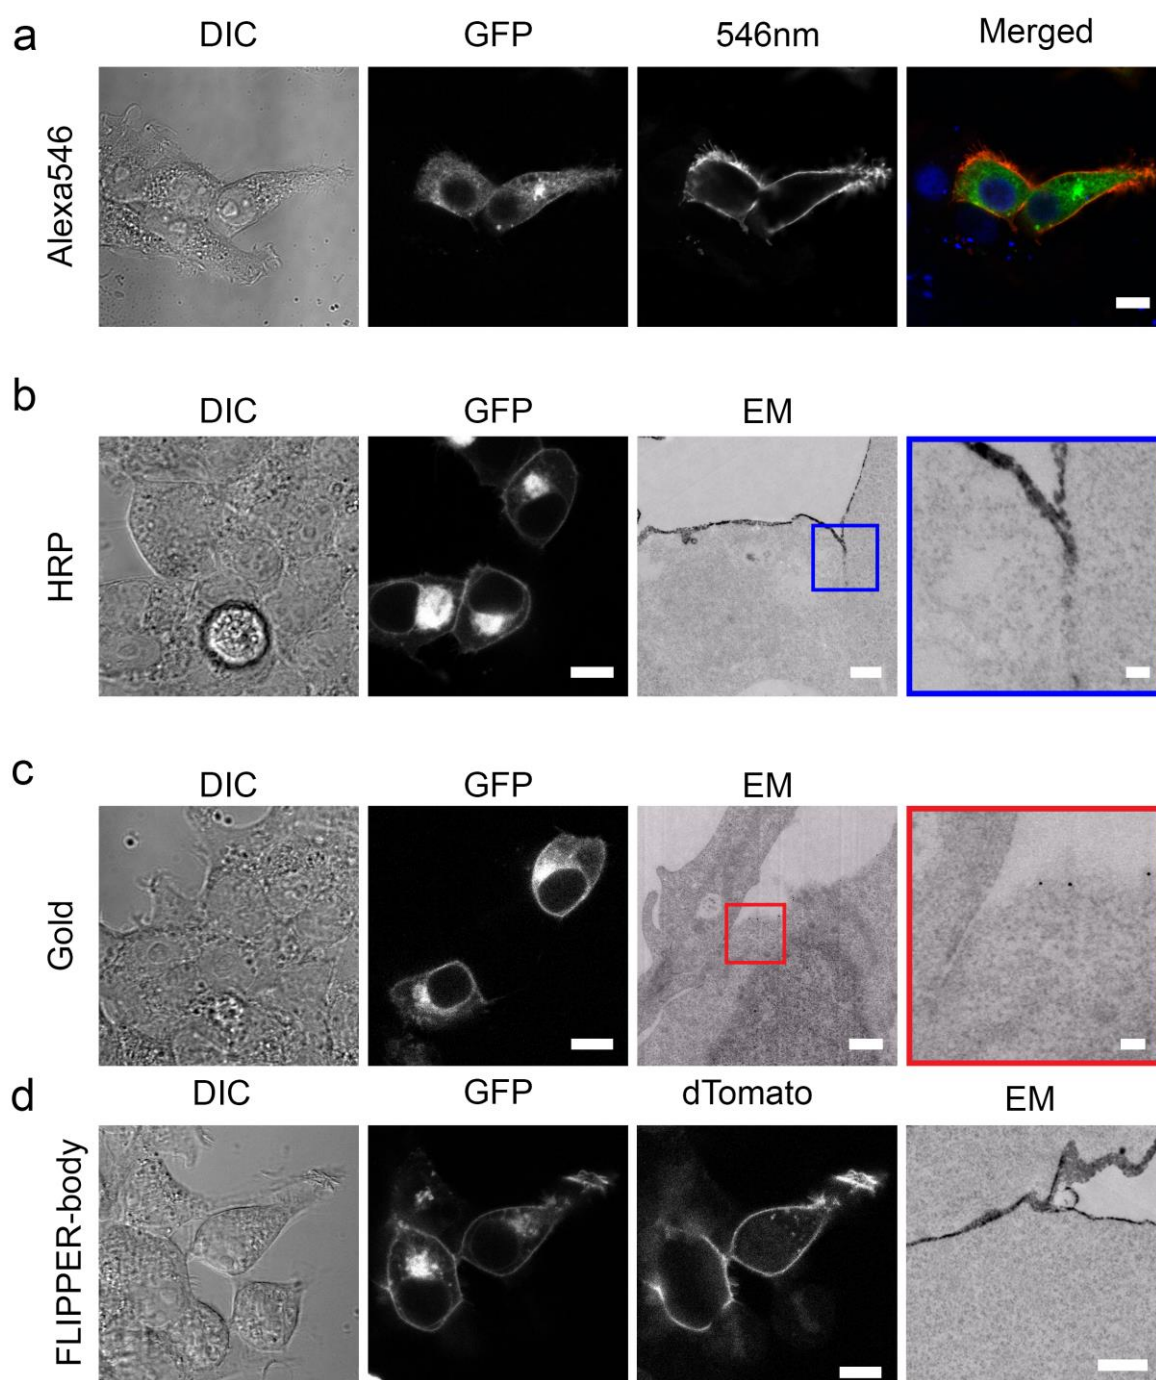 a
DIC GFP 546nm Merged
Alexa546
b
DIC GFP EM
HRP
c
DIC GFP EM
Gold
d
DIC GFP dTomato EM
FLIPPER-body